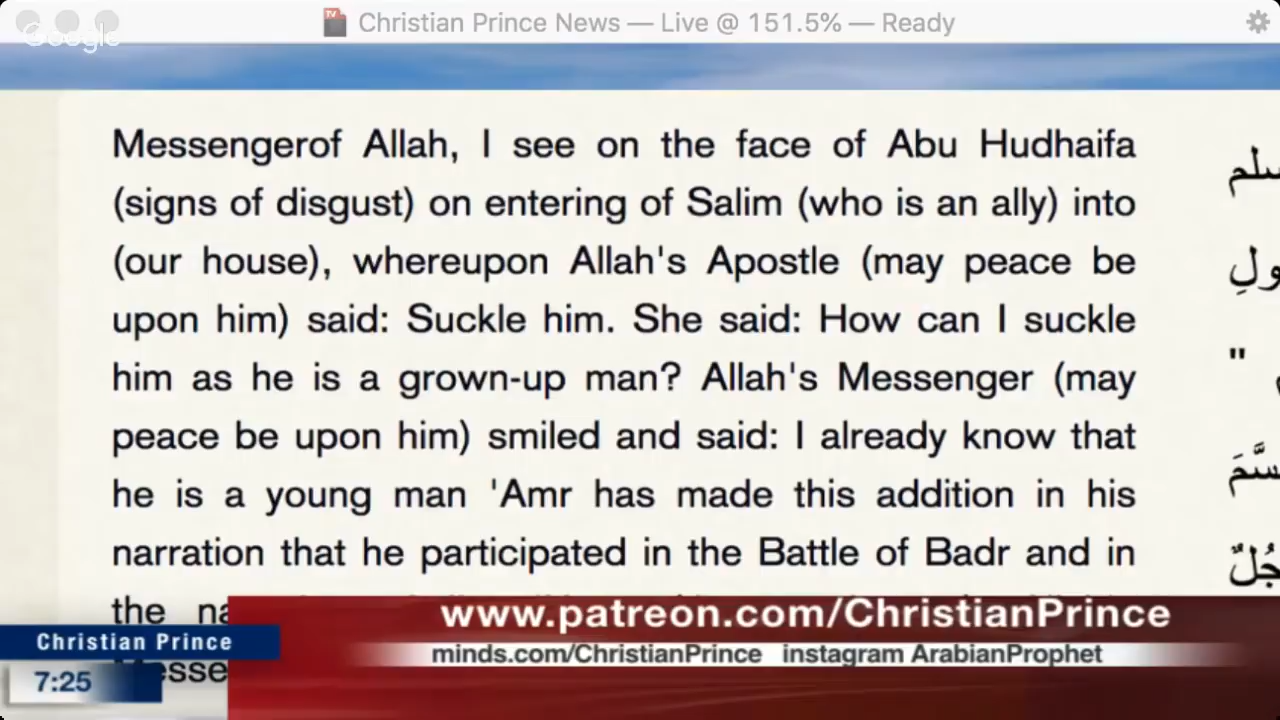 Christian Prince News — Live @ 151.5% — Ready
Google
Messengerof Allah, I see on the face of Abu Hudhaifa
(signs of disgust) on entering of Salim (who is an ally) into
(our house), whereupon Allah's Apostle (may peace be
upon him) said: Suckle him. She said: How can I suckle
him as he is a grown-up man? Allah's Messenger (may
peace be upon him) smiled and said: I already know that
he is a young man 'Amr has made this addition in his
narration that he participated in the Battle of Badr and in
the
www.patreon.com/ChristianPrince
Christian Prince
minds.com/ChristianPrince instagram ArabianProphet
7:25